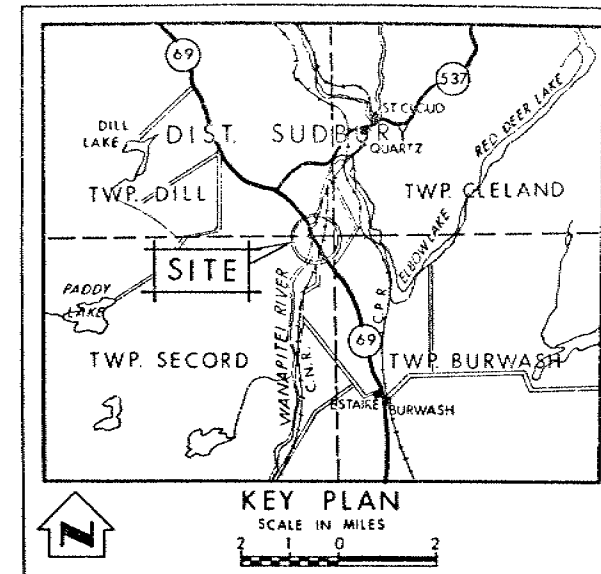 69
537
ST CLOUD
DILL
LAKE
DIST. SUDBURY
QUARTZ
RED DEER LAKE
TWP. DILL
TWP. CLELAND
ELBOW LAKE
SITE
PADDY
LAKE
WANAPITEI RIVER
C.N.R.
C.P.R.
69
TWP. SECORD
TWP. BURWASH
ESTAIRE
BURWASH
N
KEY PLAN
SCALE IN MILES
2 1 0 2